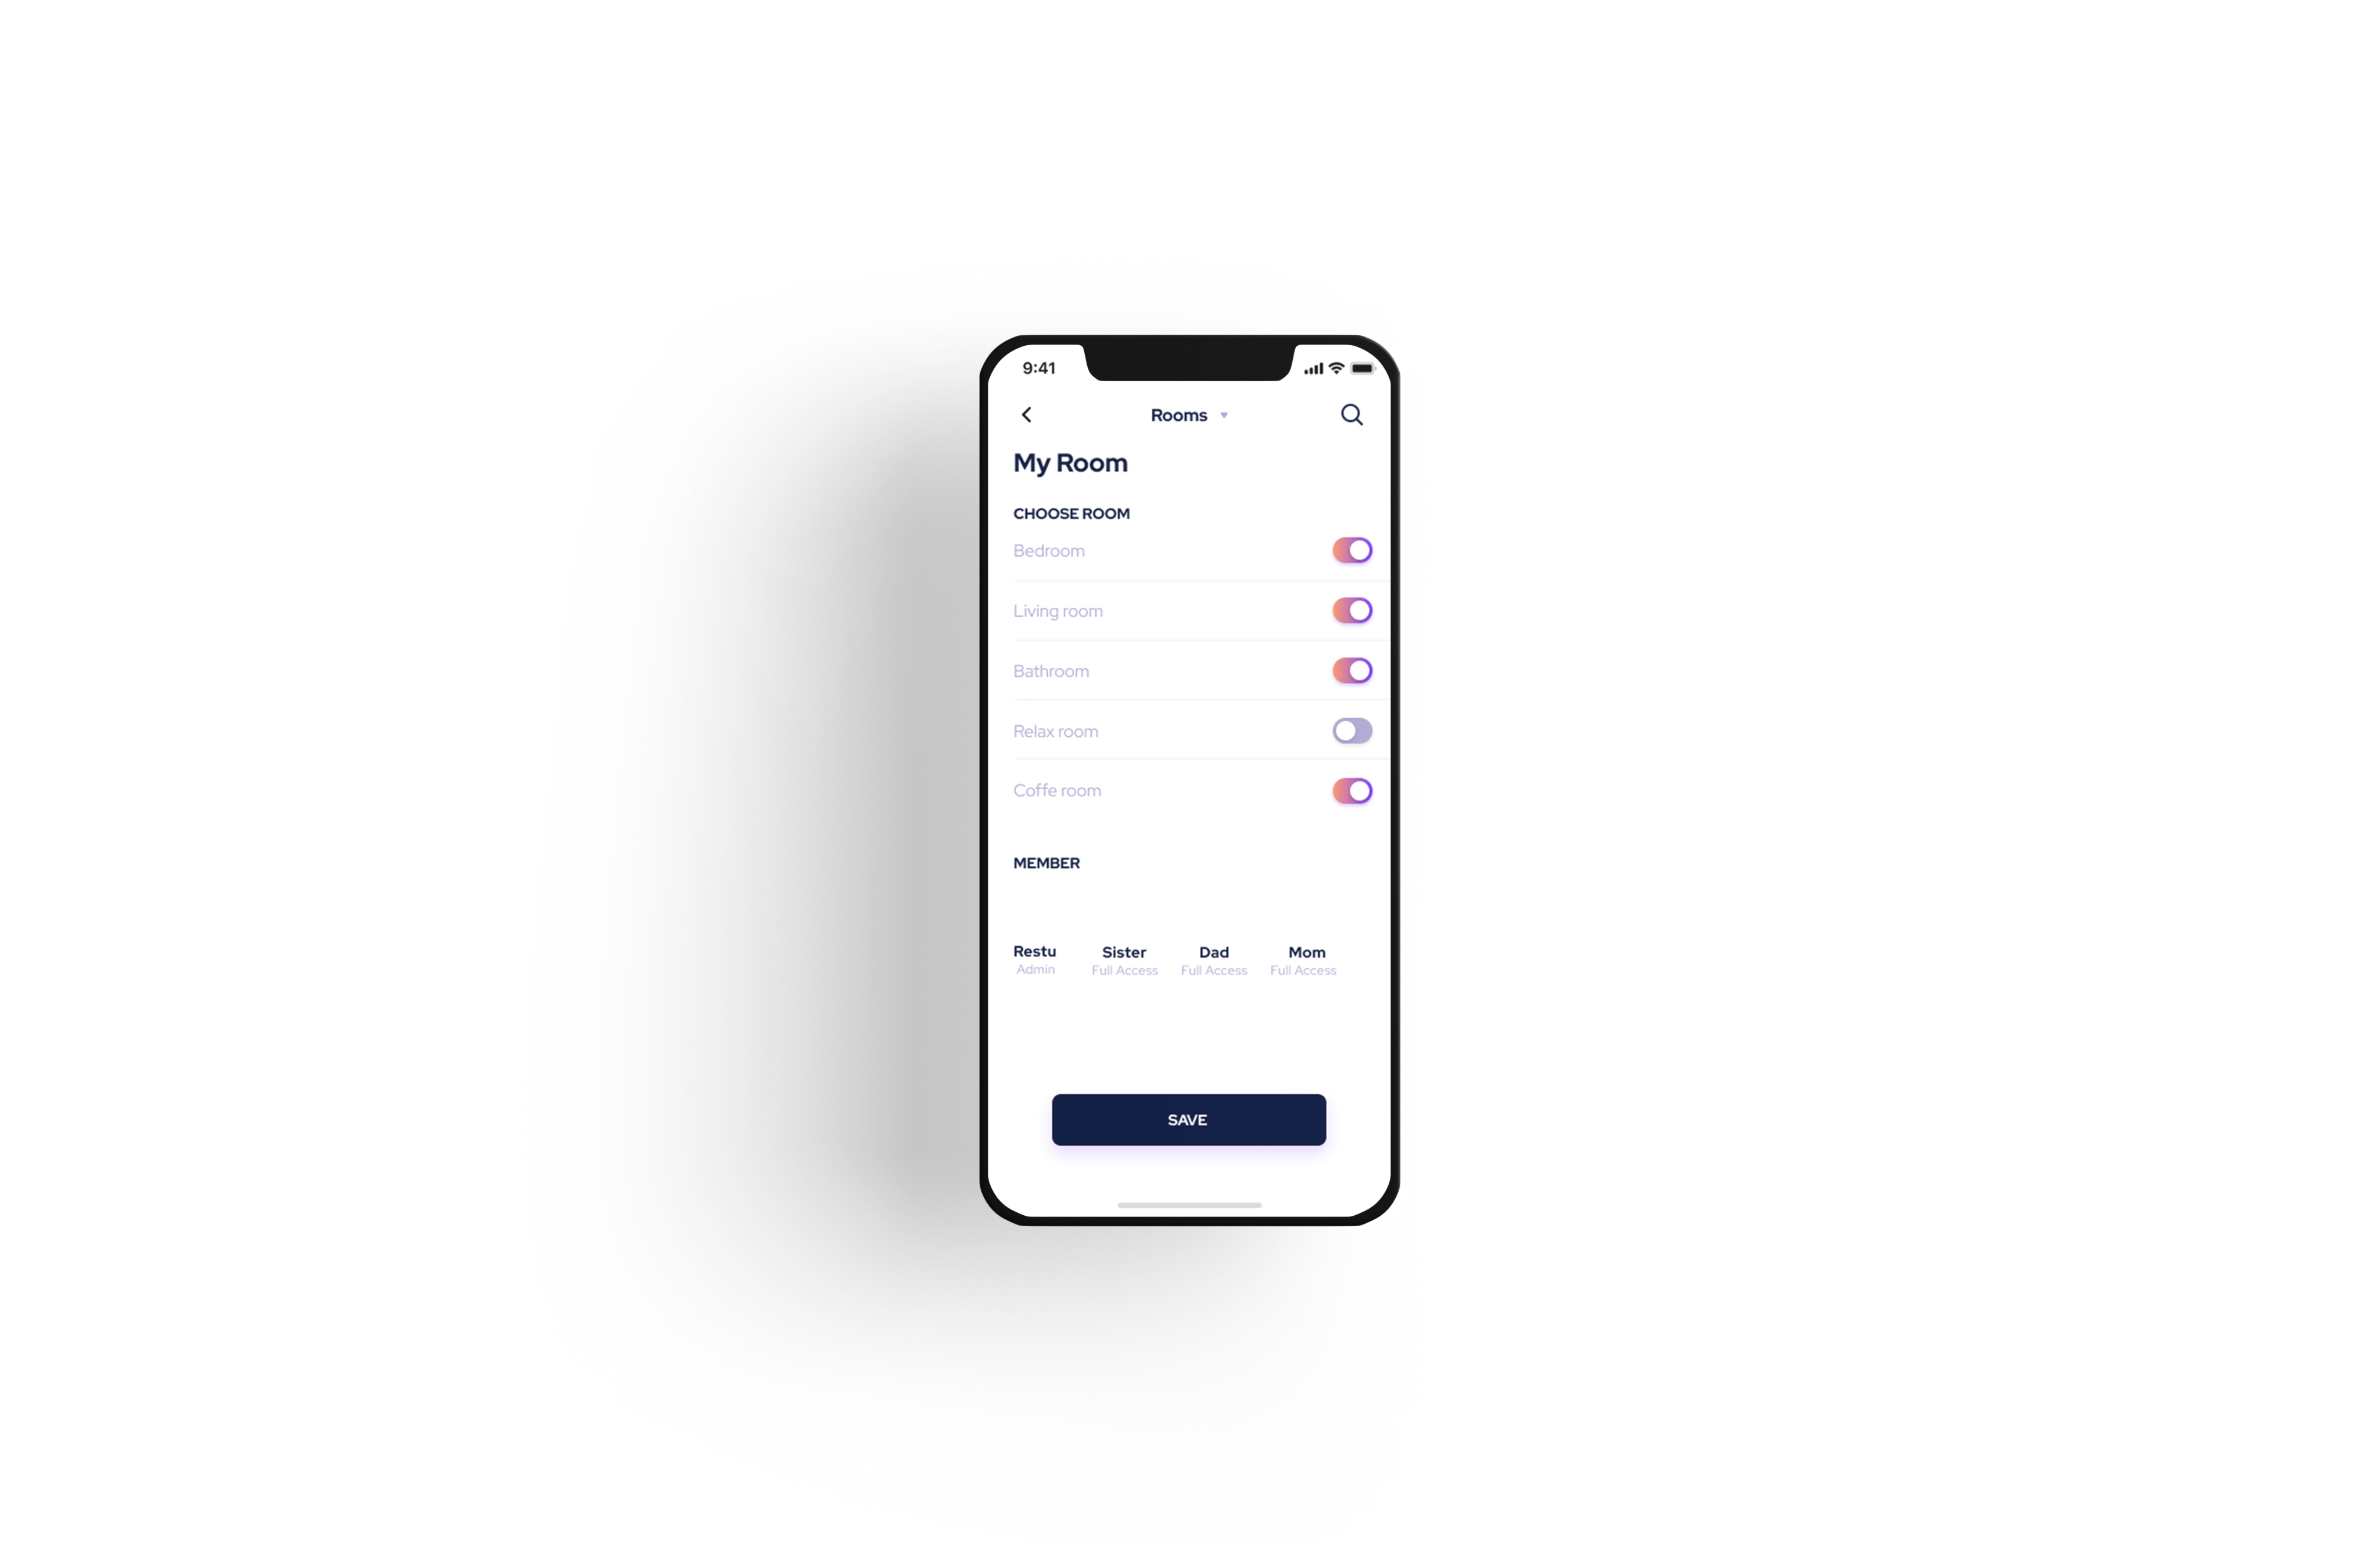 9:41
Rooms
My Room
CHOOSE ROOM
Bedroom
Living room
Bathroom
Relax room
Coffe room
MEMBER
Restu Sister Dad Mom
Admin Full Access Full Access Full Access
SAVE